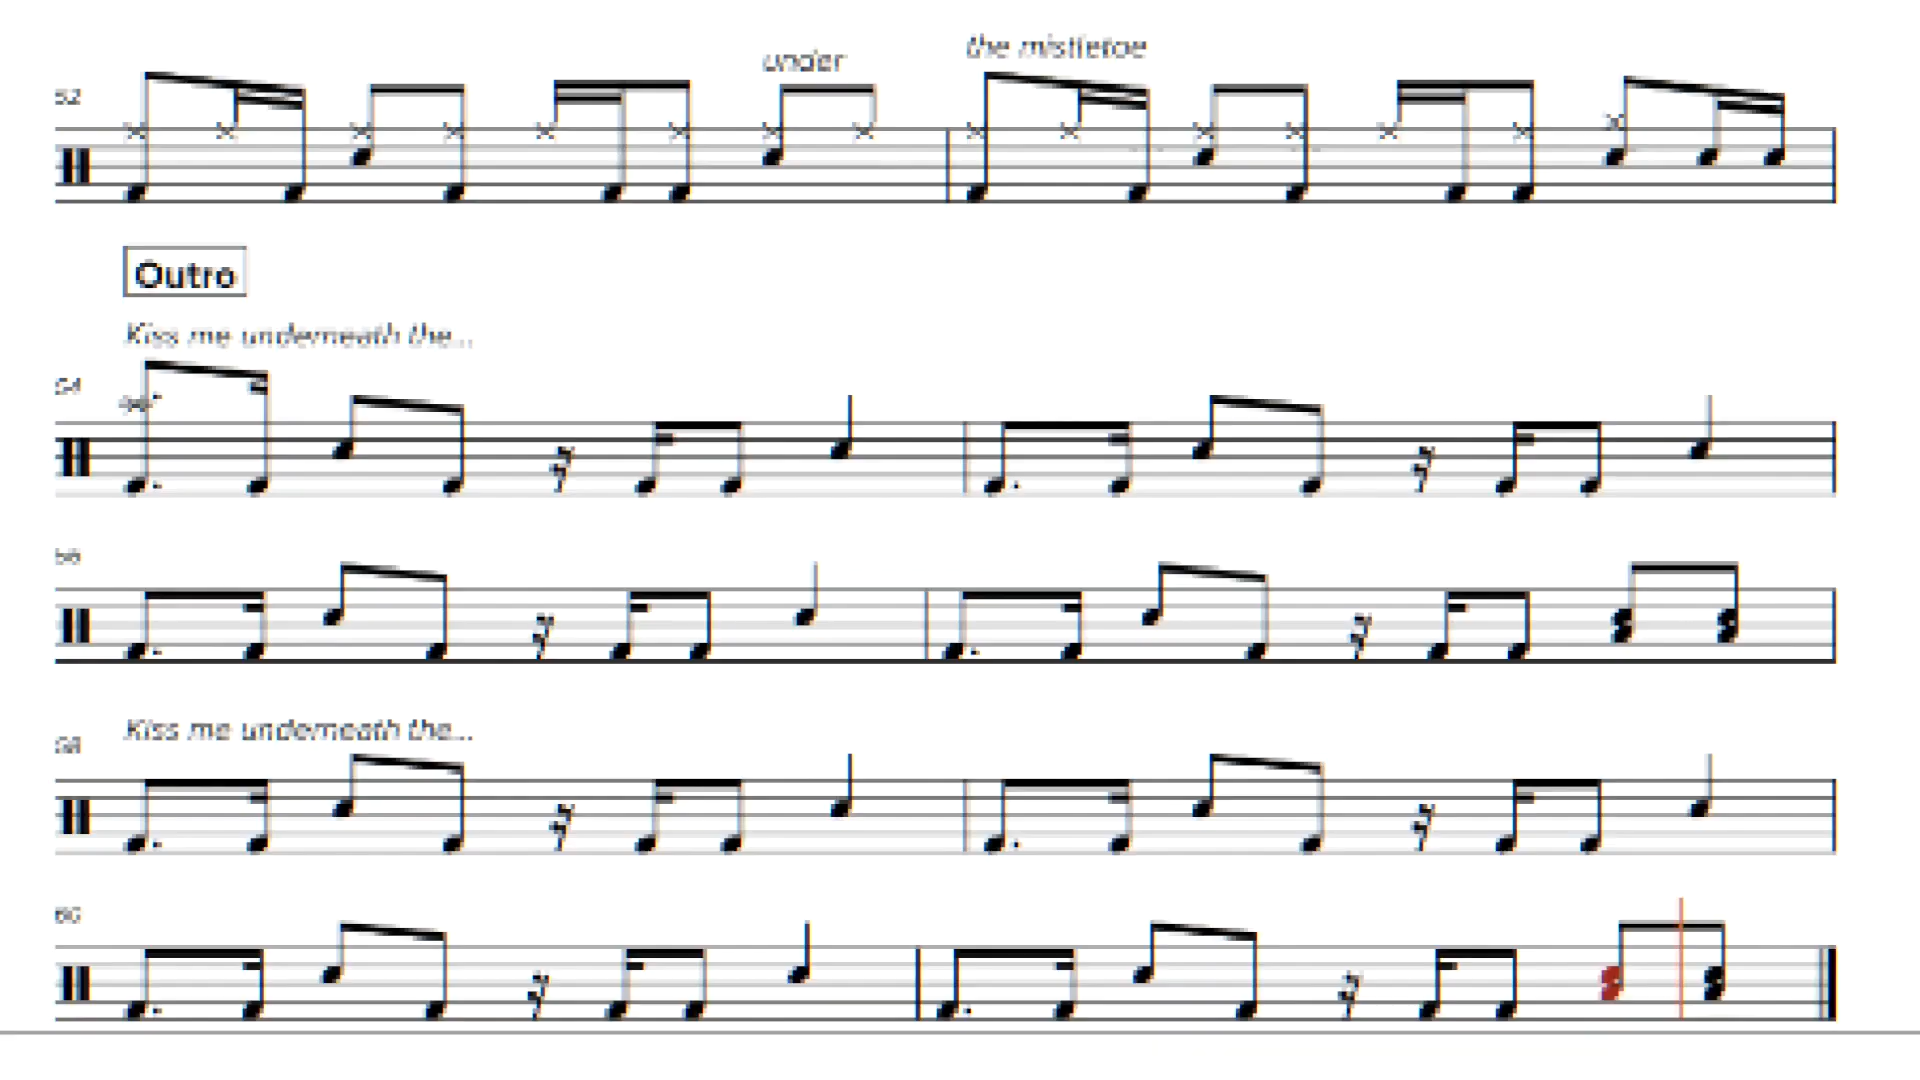 under
the mistletoe
52
Outro
Kiss me underneath the...
54
56
Kiss me underneath the...
58
60